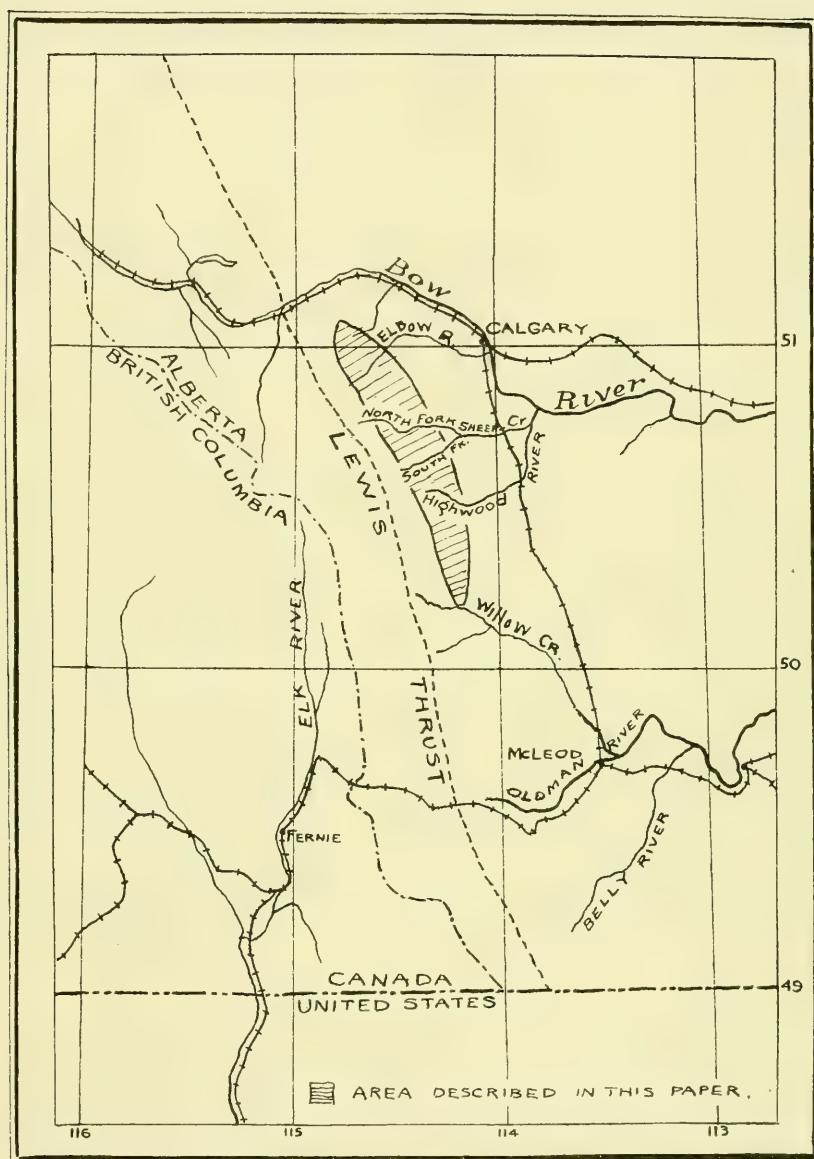 Bow
ELBOW R.
CALGARY
51
ALBERTA
BRITISH COLUMBIA
River
NORTH FORK SHEEP Cr
SOUTH FK.
RIVER
HIGHWOOD
LEWIS
THRUST
WILLOW CR.
ELK RIVER
50
MCLEOD
OLDMAN RIVER
FERNIE
BELLY RIVER
CANADA
49
UNITED STATES
AREA DESCRIBED IN THIS PAPER.
116 115 114 113